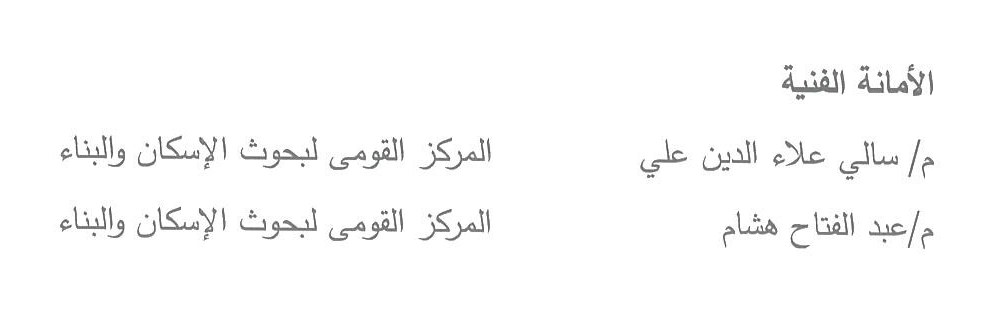 الأمانة الفنية
م/ سالي علاء الدين علي المركز القومى لبحوث الإسكان والبناء
م/عبد الفتاح هشام المركز القومى لبحوث الإسكان والبناء